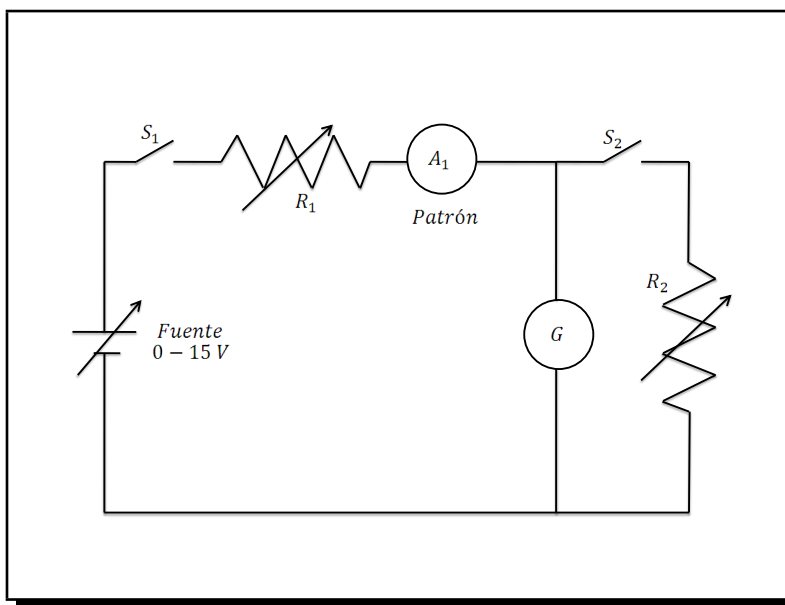 S₁
R₁
A₁
Patrón
S₂
R₂
G
Fuente
0 – 15 V